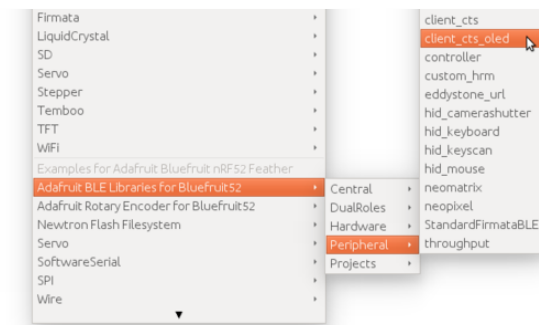 Firmata
LiquidCrystal
SD
Servo
Stepper
Temboo
TFT
WiFi
Examples for Adafruit Bluefruit nRF52 Feather
Adafruit BLE Libraries for Bluefruit52
Adafruit Rotary Encoder for Bluefruit52
Newtron Flash Filesystem
Servo
SoftwareSerial
SPI
Wire
Central
DualRoles
Hardware
Peripheral
Projects
client_cts
client_cts_oled
controller
custom_hrm
eddystone_url
hid_camerashutter
hid_keyboard
hid_keyscan
hid_mouse
neomatrix
neopixel
StandardFirmataBLE
throughput